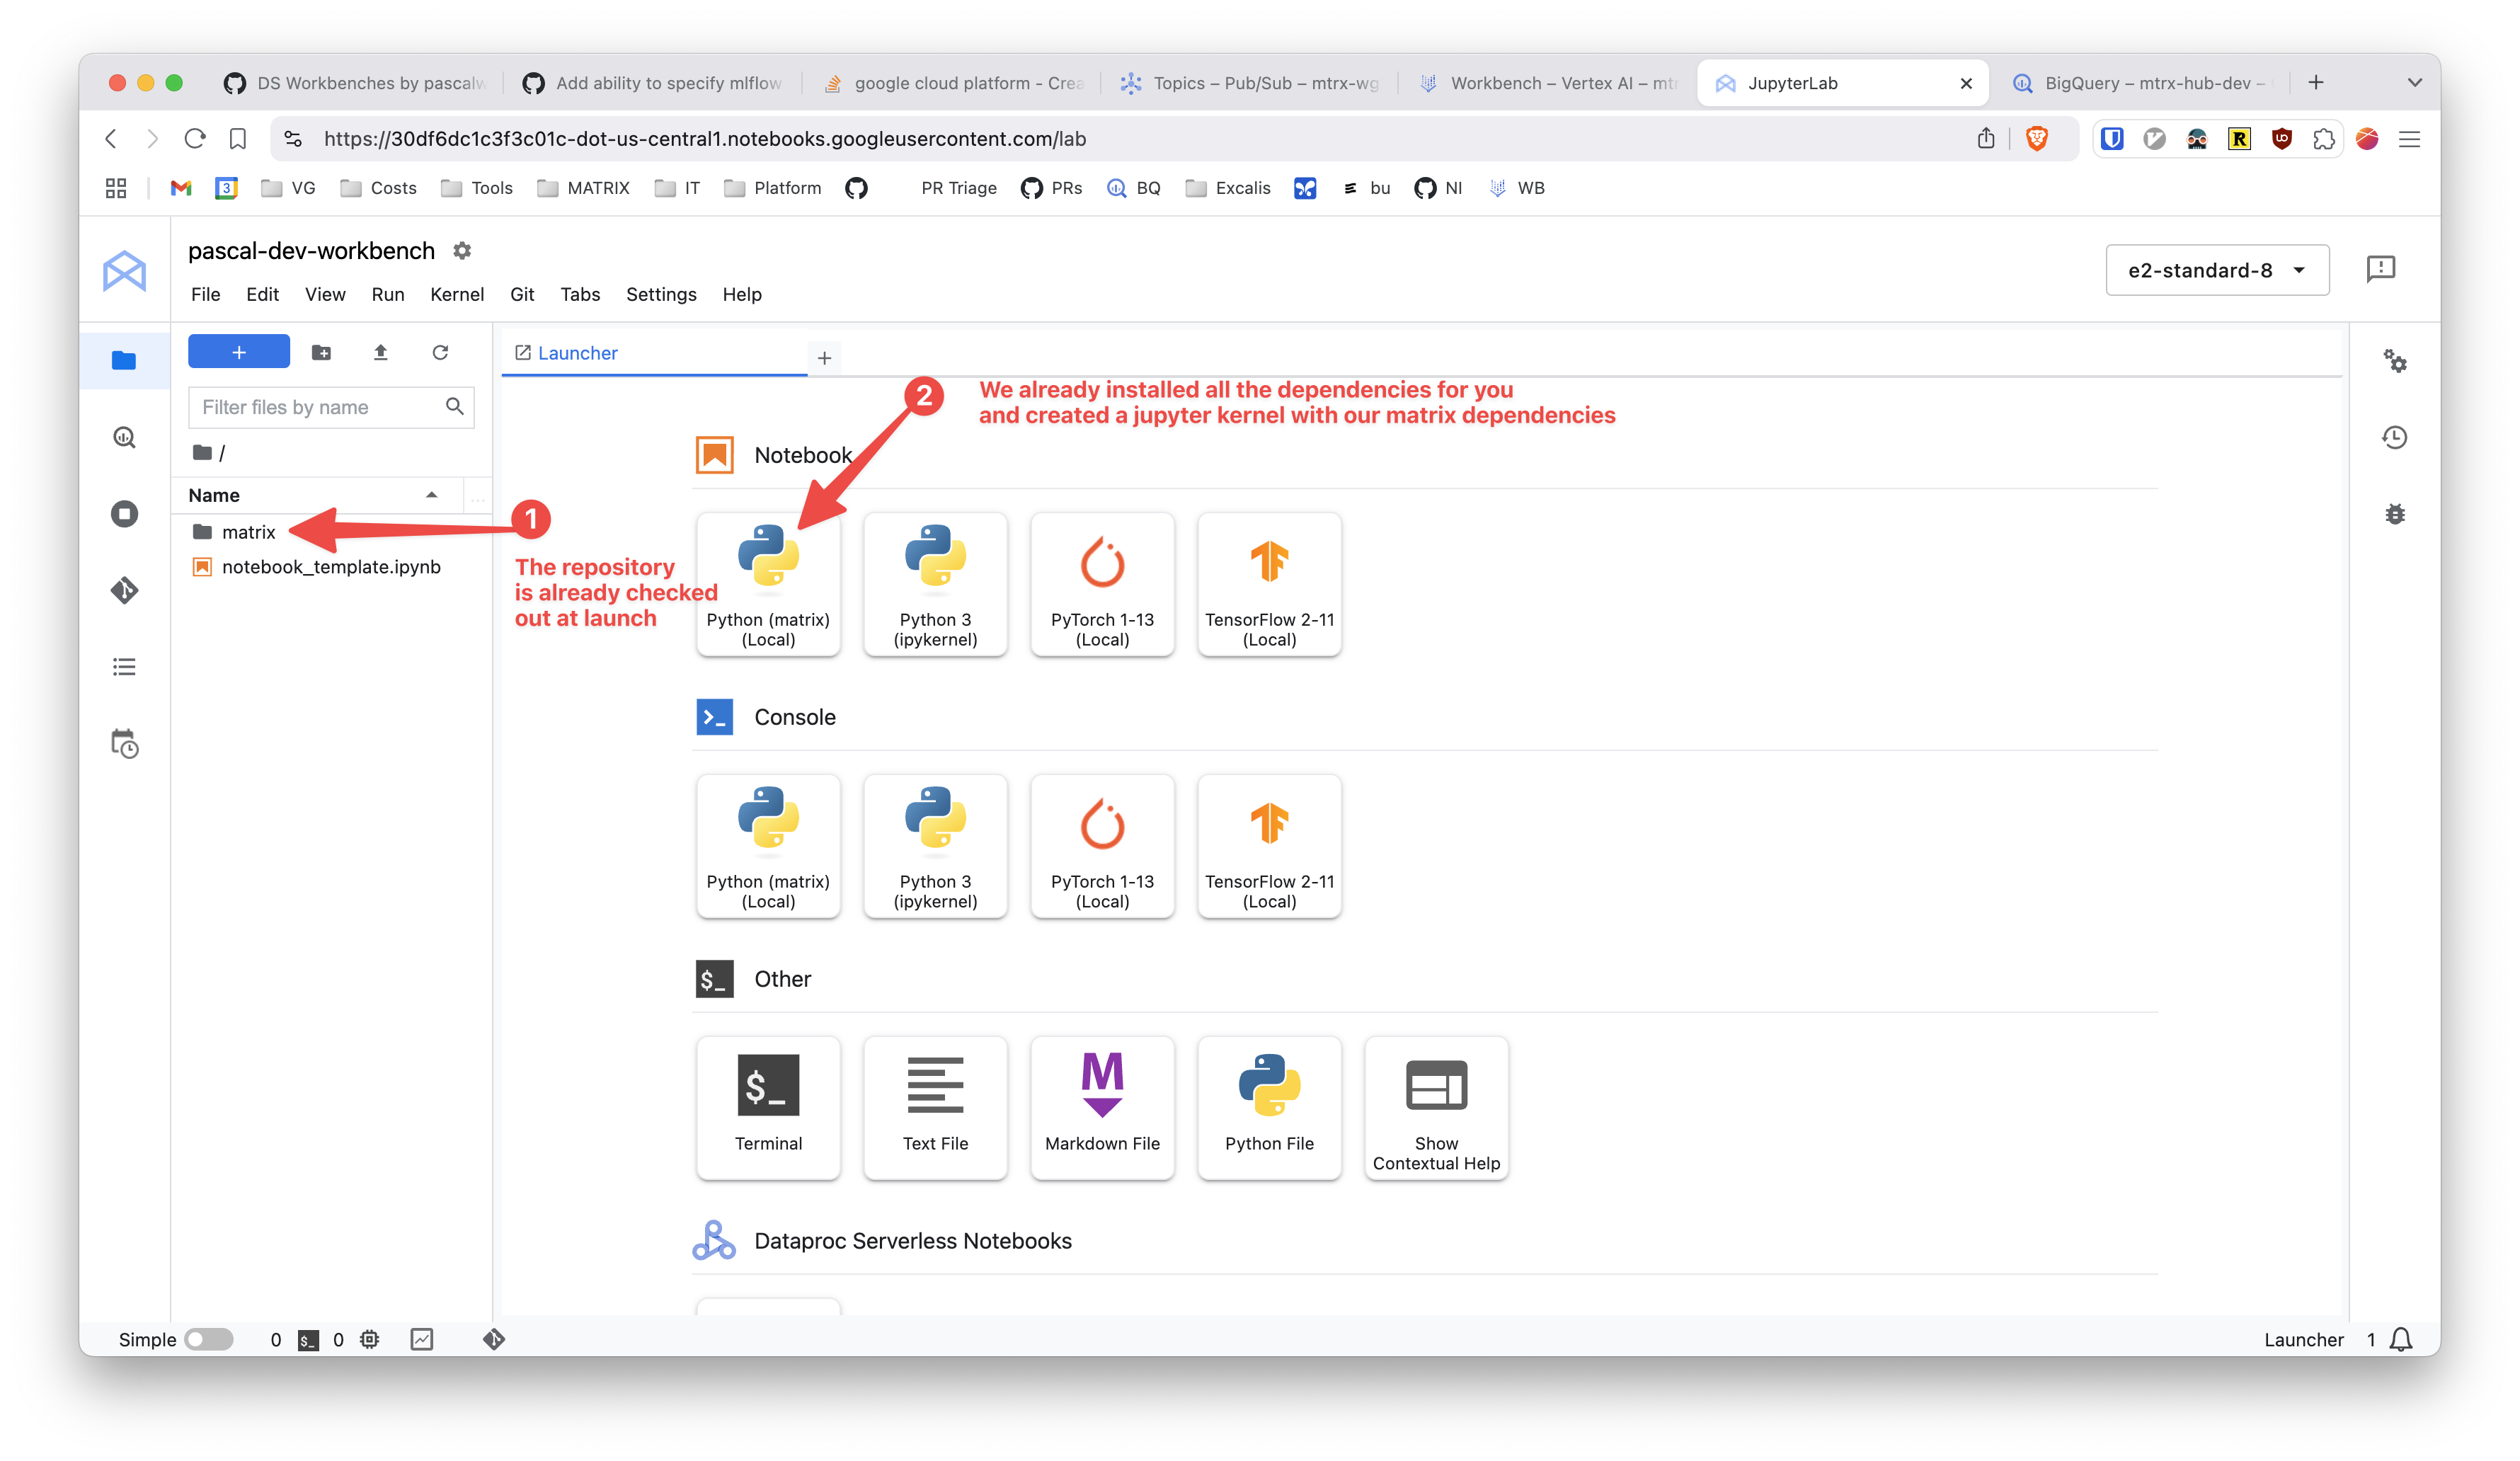 DS Workbenches by pascalw
Add ability to specify mlflow
google cloud platform - Crea
Topics – Pub/Sub – mtrx-wg
Workbench – Vertex AI – mtr
JupyterLab
BigQuery – mtrx-hub-dev –
https://30df6dc1c3f3c01c-dot-us-central1.notebooks.googleusercontent.com/lab
3
VG
Costs
Tools
MATRIX
IT
Platform
PR Triage
PRs
BQ
Excalis
bu
NI
WB
pascal-dev-workbench
File Edit View Run Kernel Git Tabs Settings Help
e2-standard-8
Filter files by name
/
Name
matrix
notebook_template.ipynb
Launcher
2
We already installed all the dependencies for you
and created a jupyter kernel with our matrix dependencies
1
The repository
is already checked
out at launch
Notebook
Python (matrix)
(Local)
Python 3
(ipykernel)
PyTorch 1-13
(Local)
TensorFlow 2-11
(Local)
Console
Python (matrix)
(Local)
Python 3
(ipykernel)
PyTorch 1-13
(Local)
TensorFlow 2-11
(Local)
$_ Other
$_
Terminal
Text File
M
Markdown File
Python File
Show
Contextual Help
Dataproc Serverless Notebooks
Simple 0 $_ 0
Launcher 1